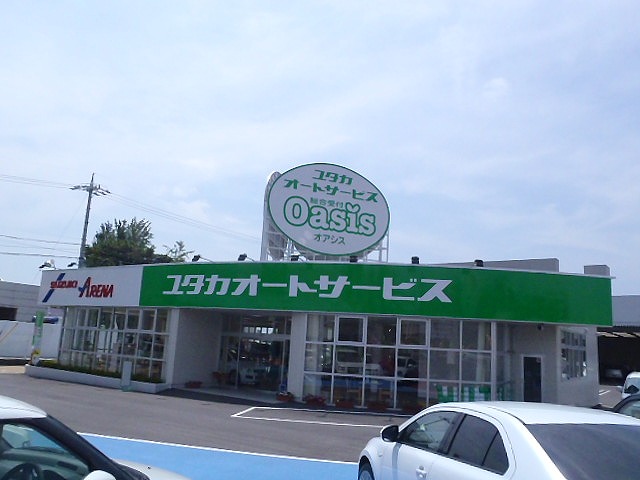 ユタカ
オートサービス
総合受付
Oasis
オアシス
SUZUKI ARENA
ユタカオートサービス